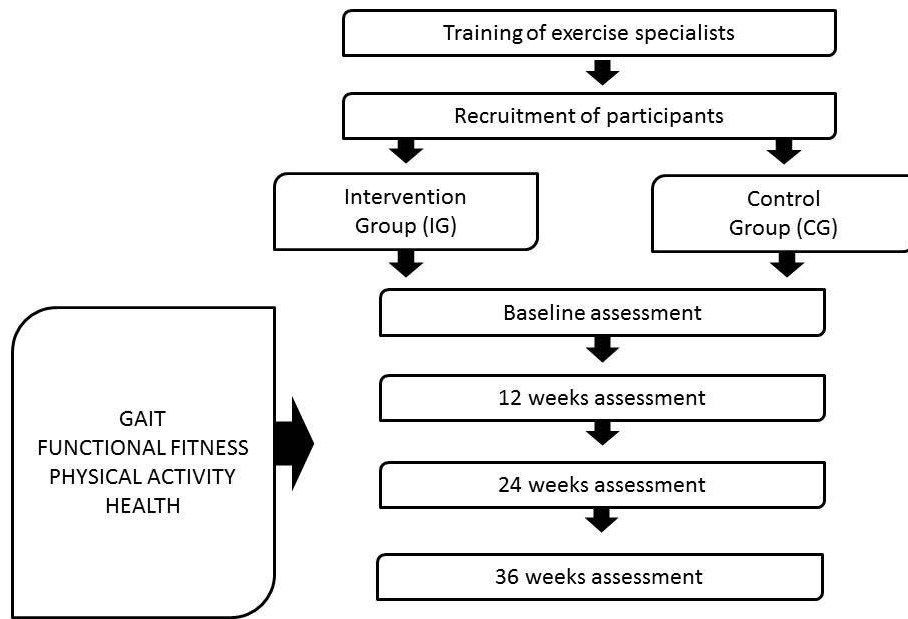 Training of exercise specialists
Recruitment of participants
Intervention
Group (IG)
Control
Group (CG)
Baseline assessment
12 weeks assessment
24 weeks assessment
36 weeks assessment
GAIT
FUNCTIONAL FITNESS
PHYSICAL ACTIVITY
HEALTH